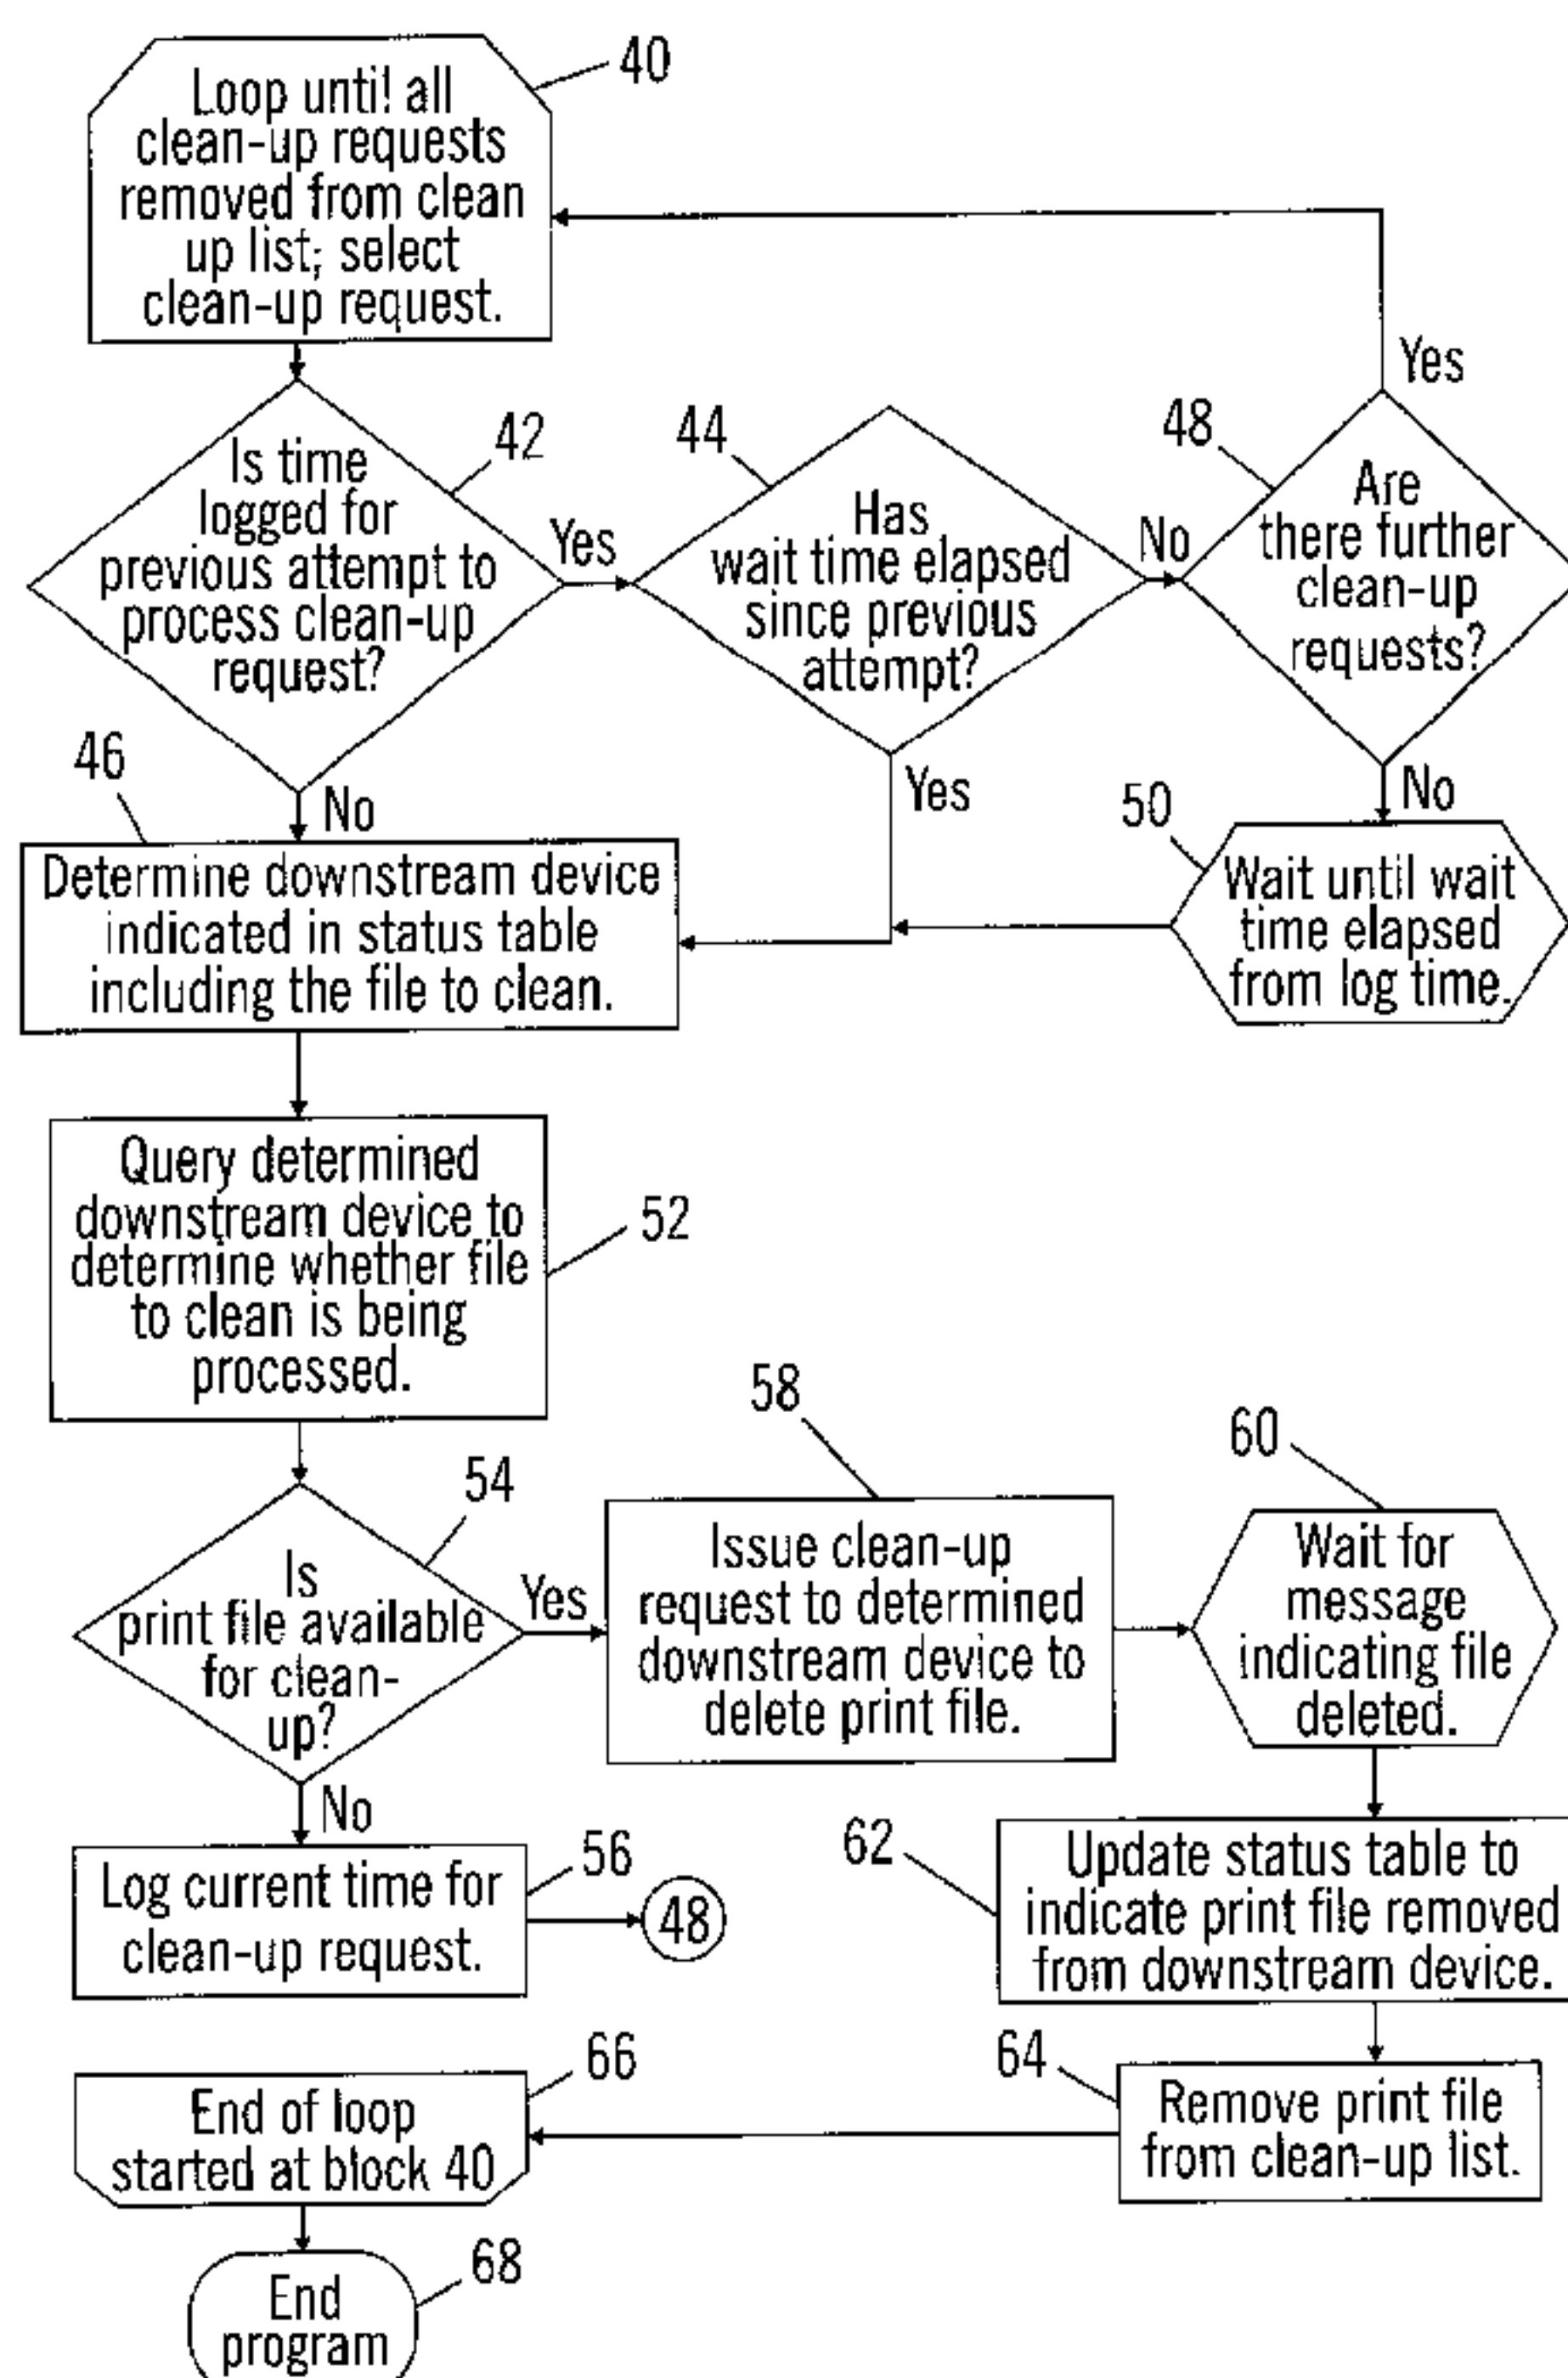 40
Loop until all
clean-up requests
removed from clean
up list; select
clean-up request.
Yes
42
Is time
logged for
previous attempt to
process clean-up
request?
Yes
44
Has
wait time elapsed
since previous
attempt?
No
48
Are
there further
clean-up
requests?
46
No
Yes
No
50
Determine downstream device
indicated in status table
including the file to clean.
Wait until wait
time elapsed
from log time.
Query determined
downstream device to
determine whether file
to clean is being
processed.
52
54
Is
print file available
for clean-
up?
Yes
58
Issue clean-up
request to determined
downstream device to
delete print file.
60
Wait for
message
indicating file
deleted.
No
56
Log current time for
clean-up request.
48
62
Update status table to
indicate print file removed
from downstream device.
64
Remove print file
from clean-up list.
66
End of loop
started at block 40
68
End
program